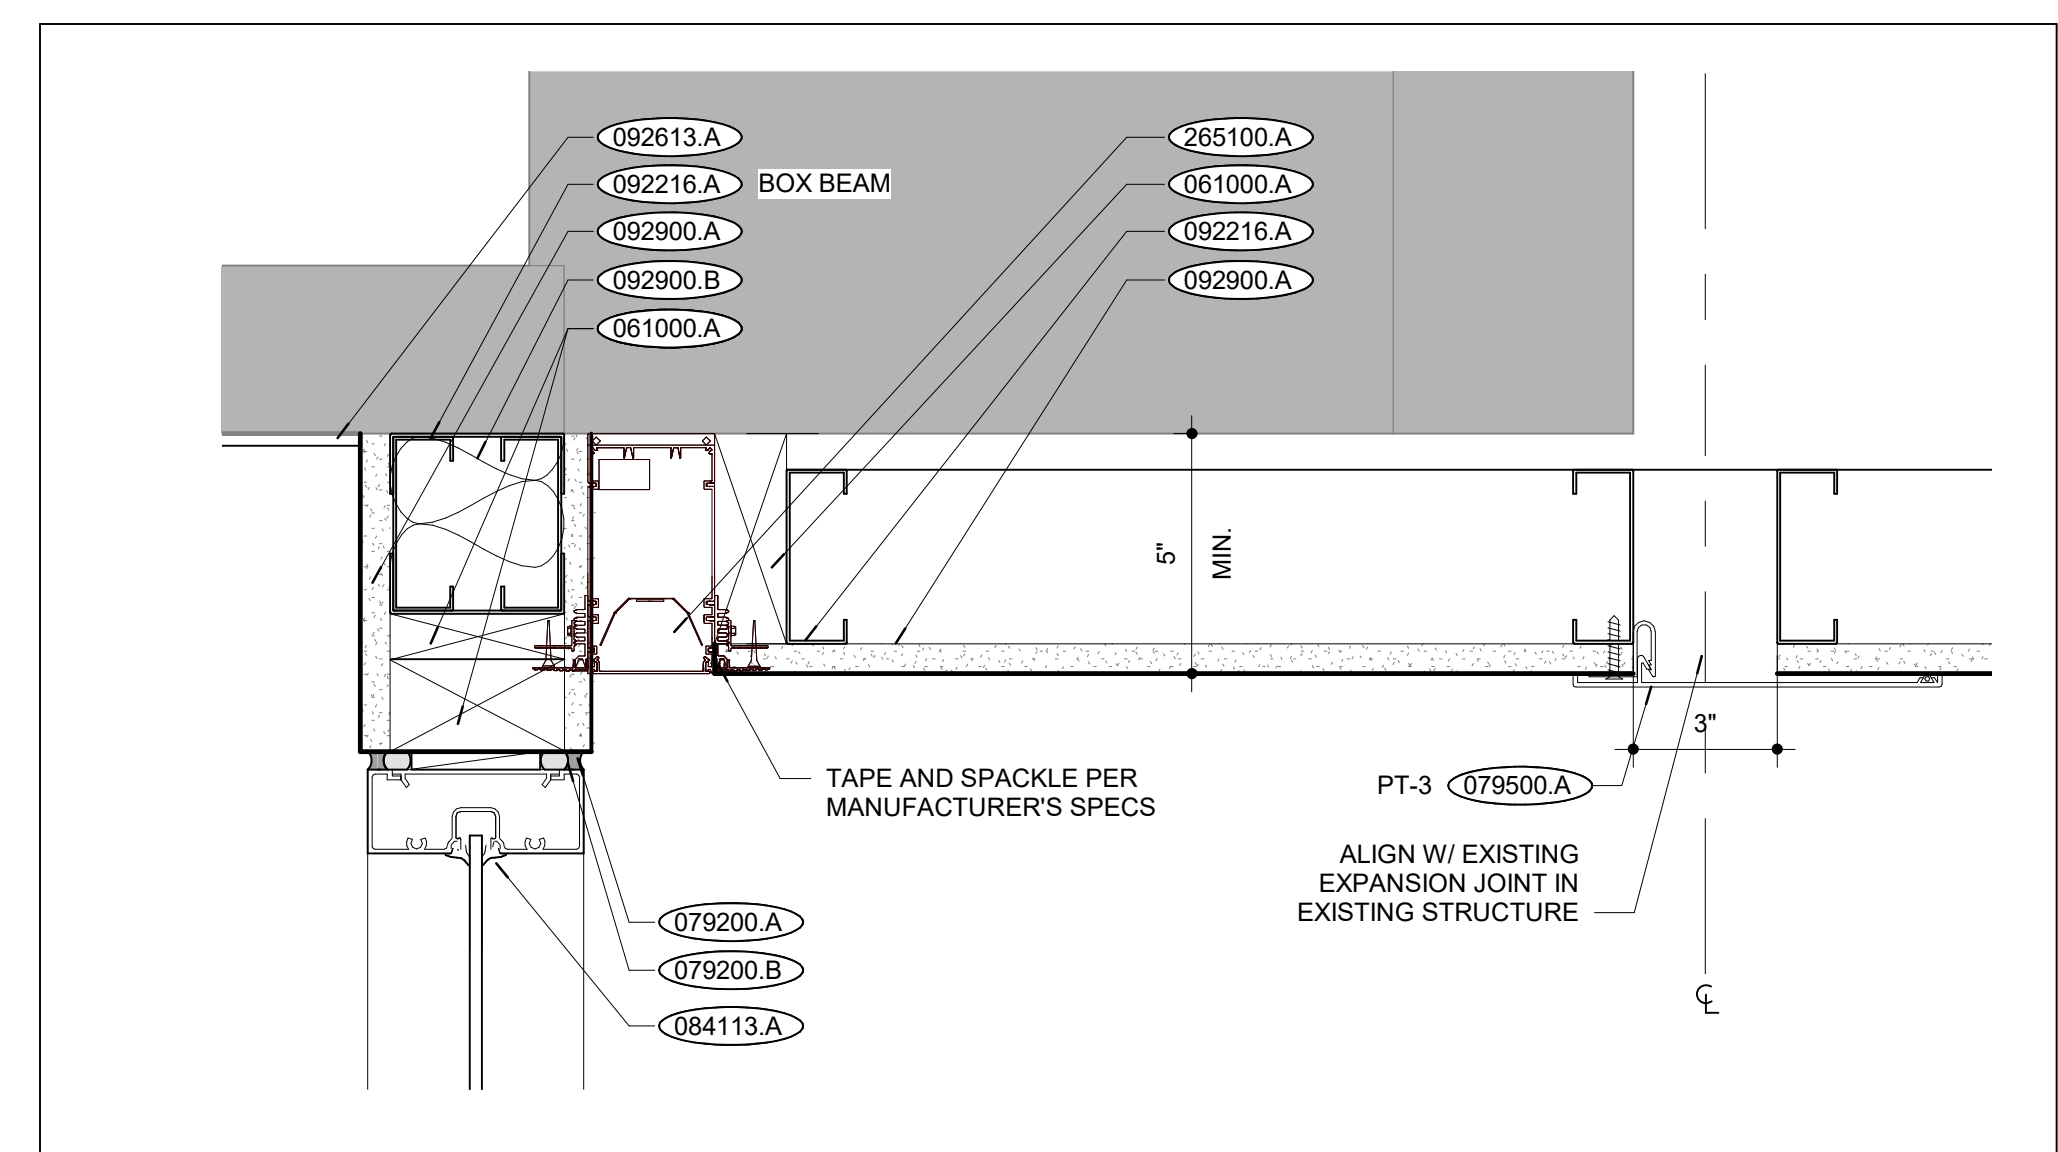 092613.A
092216.A BOX BEAM
092900.A
092900.B
061000.A
265100.A
061000.A
092216.A
092900.A
5"
MIN.
3"
TAPE AND SPACKLE PER
MANUFACTURER'S SPECS
PT-3 079500.A
ALIGN W/ EXISTING
EXPANSION JOINT IN
EXISTING STRUCTURE
079200.A
079200.B
084113.A
℄